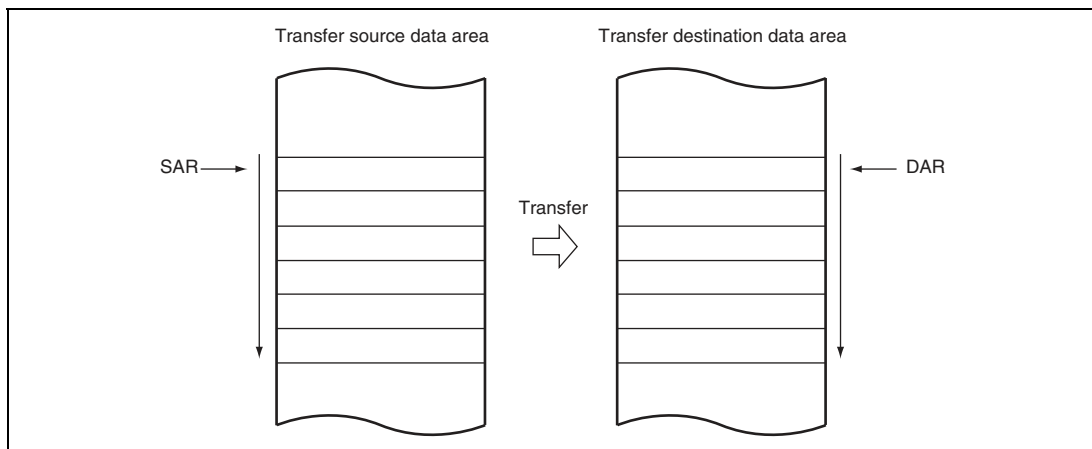 Transfer source data area
Transfer destination data area
SAR
DAR
Transfer